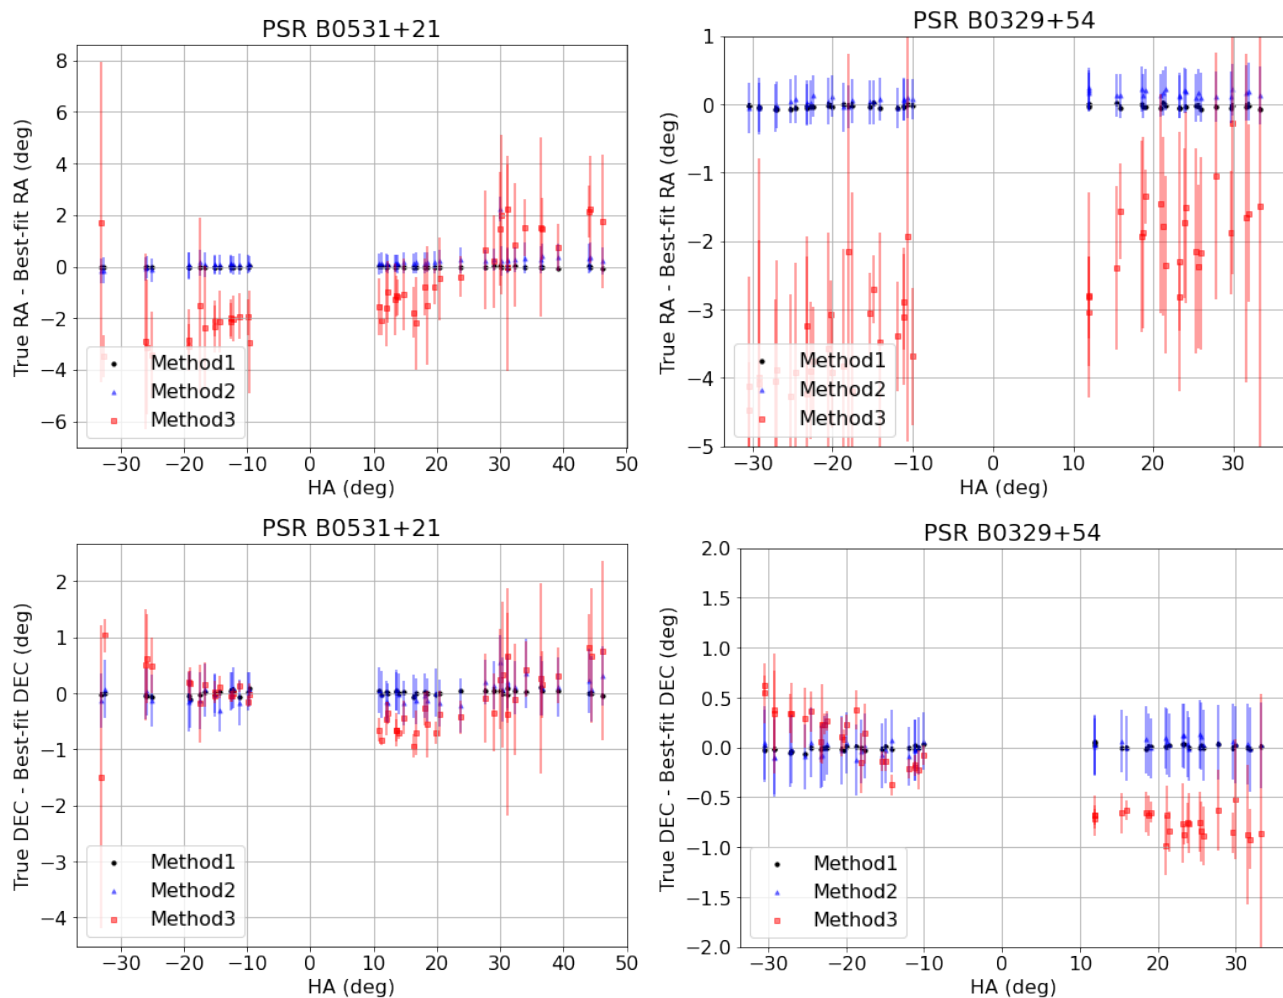 PSR B0531+21
True RA - Best-fit RA (deg)
8
6
4
2
0
−2
−4
−6
Method1
Method2
Method3
−30 −20 −10 0 10 20 30 40 50
HA (deg)
PSR B0329+54
True RA - Best-fit RA (deg)
1
0
−1
−2
−3
−4
−5
Method1
Method2
Method3
−30 −20 −10 0 10 20 30
HA (deg)
PSR B0531+21
True DEC - Best-fit DEC (deg)
2
1
0
−1
−2
−3
−4
Method1
Method2
Method3
−30 −20 −10 0 10 20 30 40 50
HA (deg)
PSR B0329+54
True DEC - Best-fit DEC (deg)
2.0
1.5
1.0
0.5
0.0
−0.5
−1.0
−1.5
−2.0
Method1
Method2
Method3
−30 −20 −10 0 10 20 30
HA (deg)